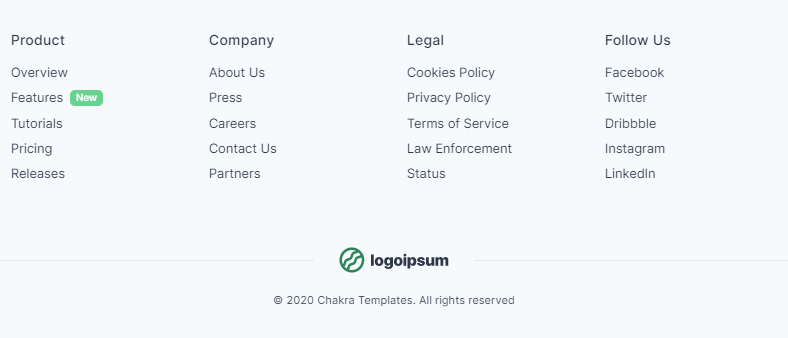 Product
Overview
Features New
Tutorials
Pricing
Releases
Company
About Us
Press
Careers
Contact Us
Partners
Legal
Cookies Policy
Privacy Policy
Terms of Service
Law Enforcement
Status
Follow Us
Facebook
Twitter
Dribbble
Instagram
LinkedIn
logoipsum
© 2020 Chakra Templates. All rights reserved